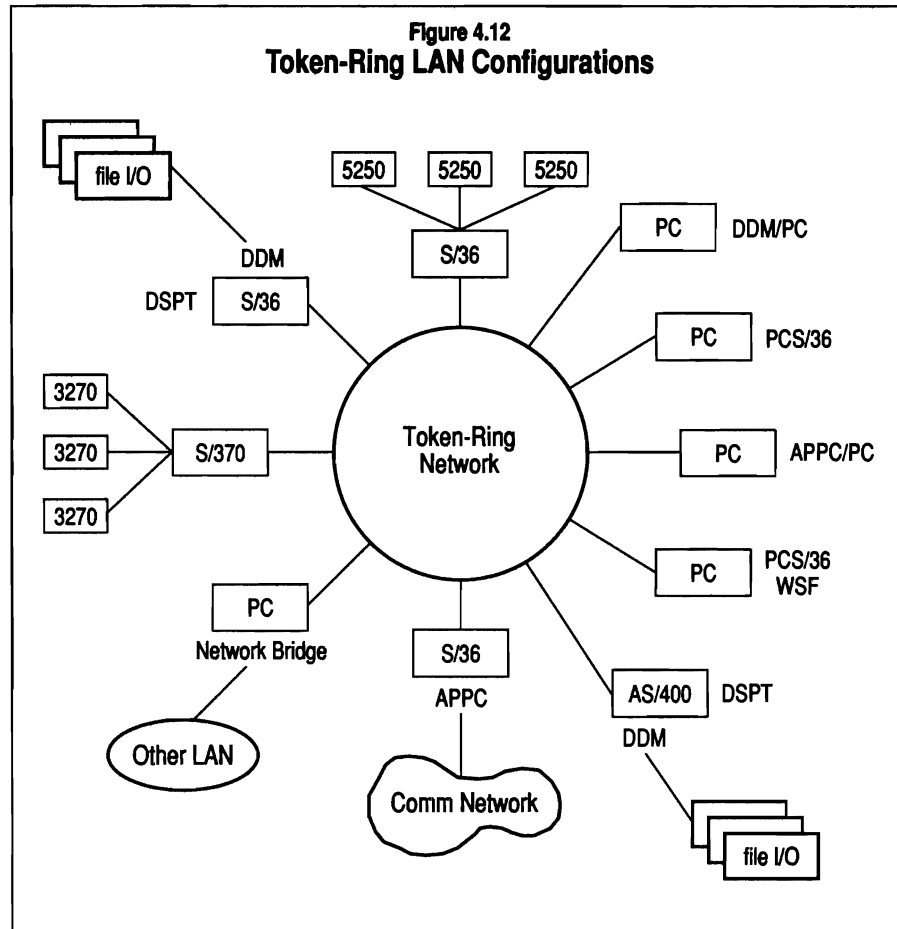 Figure 4.12
Token-Ring LAN Configurations
file I/O
5250
5250
5250
PC
DDM/PC
DDM
S/36
DSPT
S/36
PC
PCS/36
3270
3270
3270
S/370
Token-Ring
Network
PC
APPC/PC
PC
PCS/36
WSF
PC
Network Bridge
S/36
APPC
AS/400
DSPT
DDM
Other LAN
Comm Network
file I/O